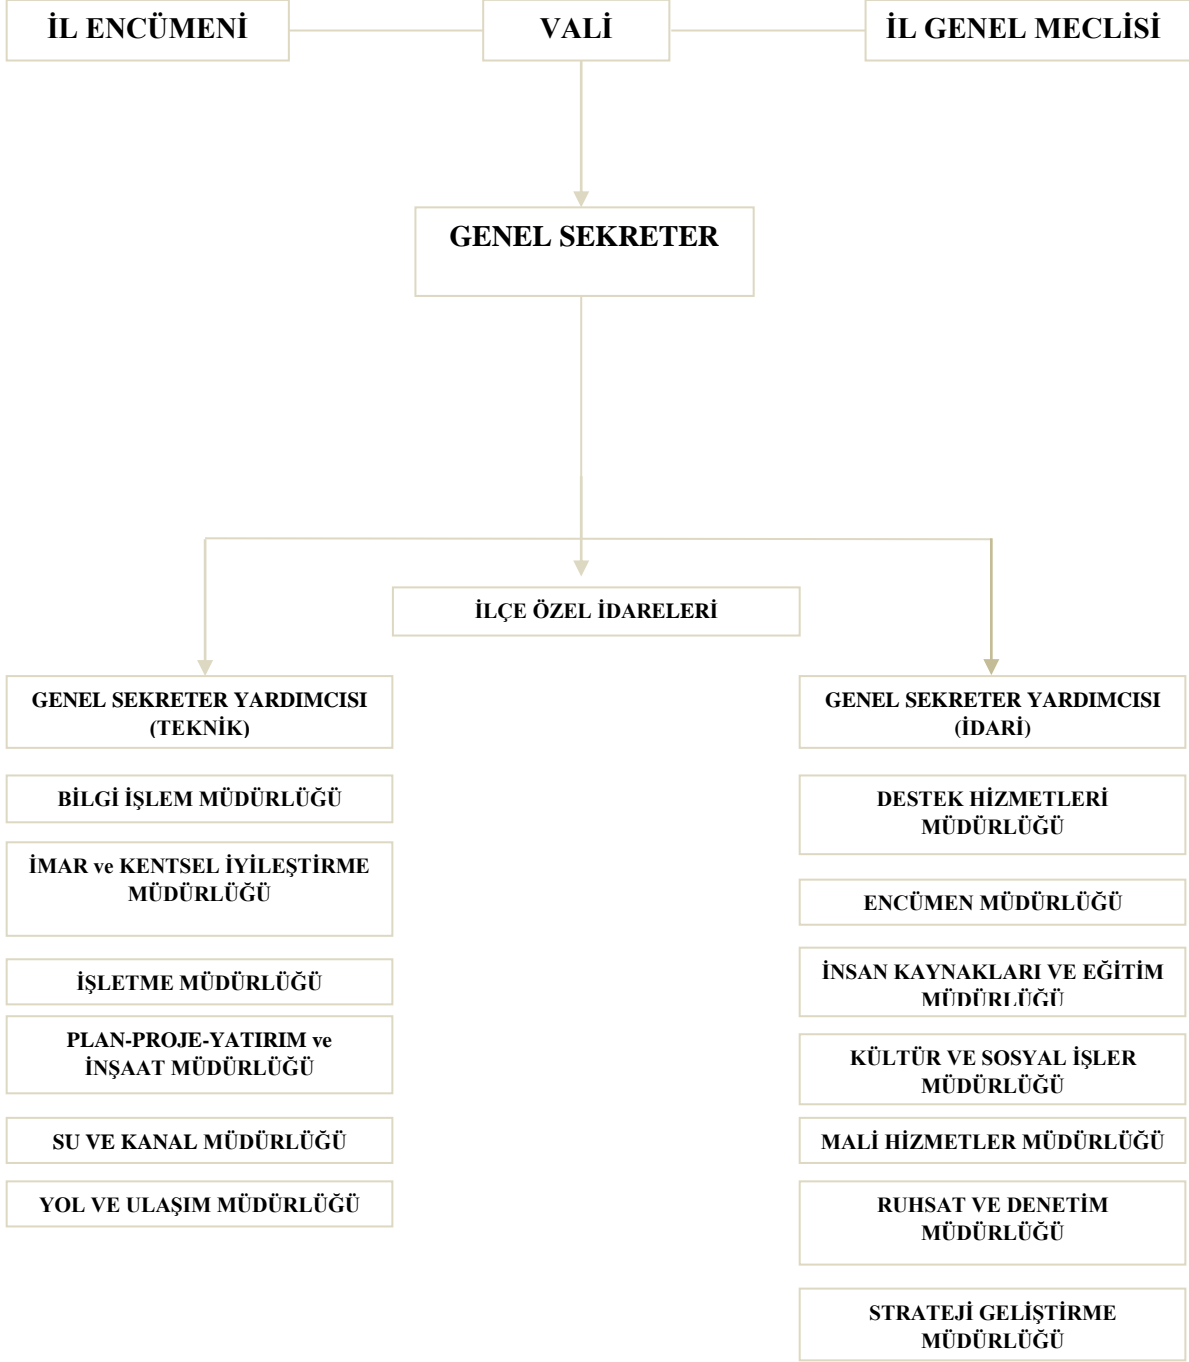 İL ENCÜMENİ
VALİ
İL GENEL MECLİSİ
GENEL SEKRETER
İLÇE ÖZEL İDARELERİ
GENEL SEKRETER YARDIMCISI
(TEKNİK)
BİLGİ İŞLEM MÜDÜRLÜĞÜ
İMAR ve KENTSEL İYİLEŞTİRME
MÜDÜRLÜĞÜ
İŞLETME MÜDÜRLÜĞÜ
PLAN-PROJE-YATIRIM ve
İNŞAAT MÜDÜRLÜĞÜ
SU VE KANAL MÜDÜRLÜĞÜ
YOL VE ULAŞIM MÜDÜRLÜĞÜ
GENEL SEKRETER YARDIMCISI
(İDARİ)
DESTEK HİZMETLERİ
MÜDÜRLÜĞÜ
ENCÜMEN MÜDÜRLÜĞÜ
İNSAN KAYNAKLARI VE EĞİTİM
MÜDÜRLÜĞÜ
KÜLTÜR VE SOSYAL İŞLER
MÜDÜRLÜĞÜ
MALİ HİZMETLER MÜDÜRLÜĞÜ
RUHSAT VE DENETİM
MÜDÜRLÜĞÜ
STRATEJİ GELİŞTİRME
MÜDÜRLÜĞÜ